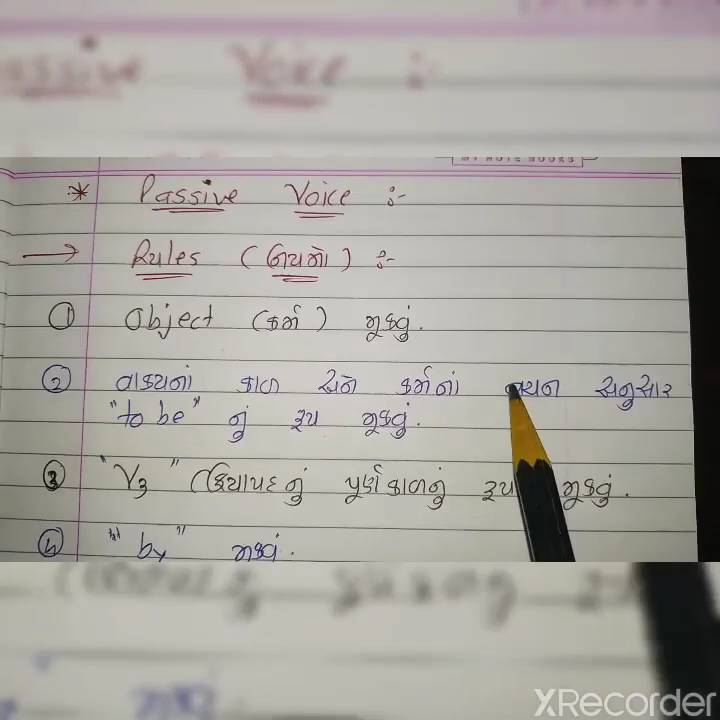 * Passive Voice :-
→ Rules (નિયમો) :-
① Object (કર્મ) મૂકવું.
② વાક્યનાં કાળ અને કર્મનાં વચન અનુસાર
"to be" નું રૂપ મૂકવું.
③ "V3" (ક્રિયાપદનું પૂર્ણકાળનું રૂપ મૂકવું.
④ "by" મૂકવું.
XRecorder